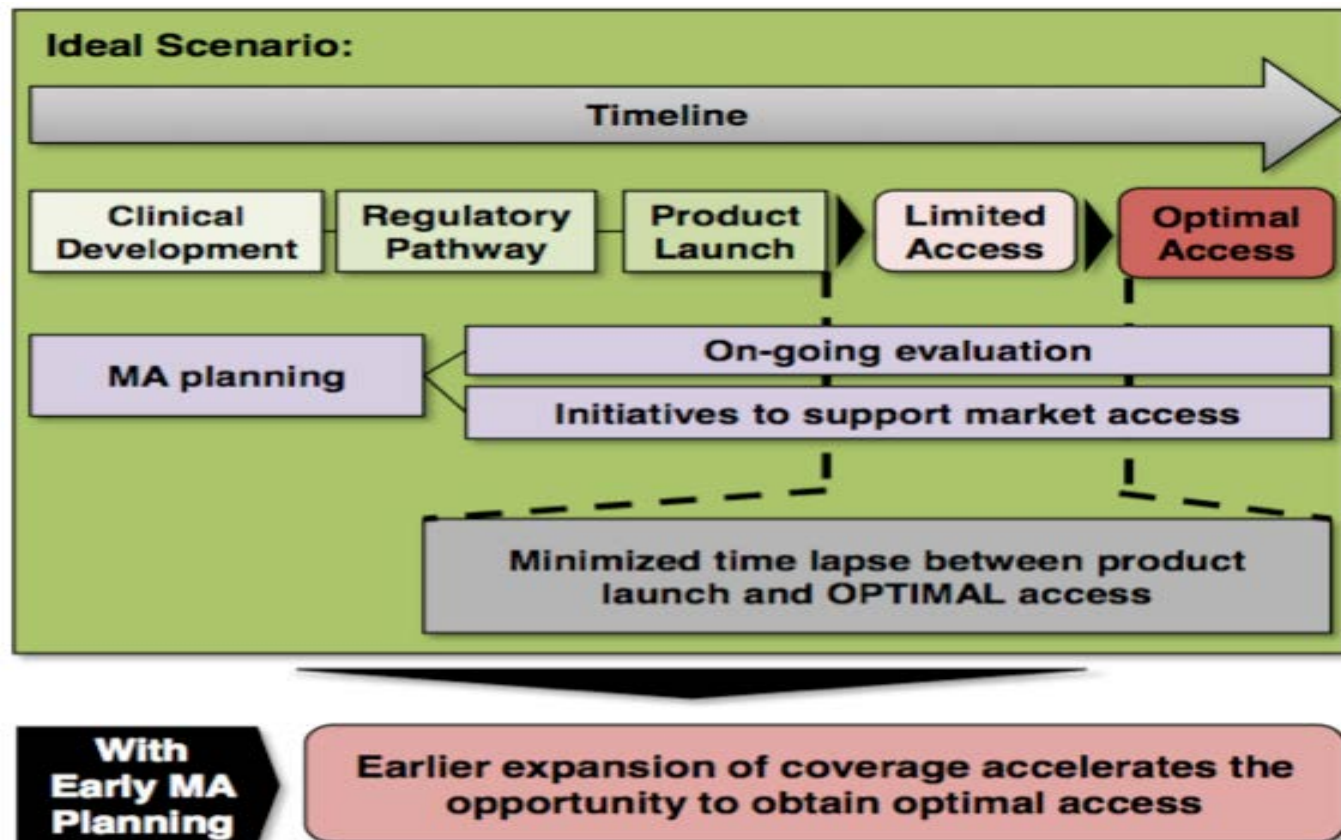 Ideal Scenario:
Timeline
Clinical
Development
Regulatory
Pathway
Product
Launch
Limited
Access
Optimal
Access
MA planning
On-going evaluation
Initiatives to support market access
Minimized time lapse between product
launch and OPTIMAL access
With
Early MA
Planning
Earlier expansion of coverage accelerates the
opportunity to obtain optimal access